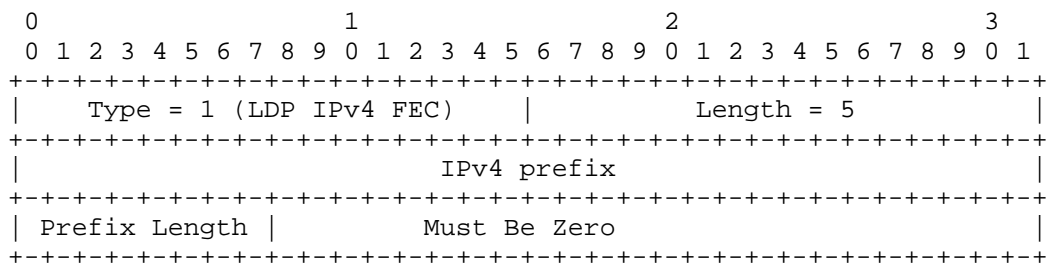 0                   1                   2                   3
 0 1 2 3 4 5 6 7 8 9 0 1 2 3 4 5 6 7 8 9 0 1 2 3 4 5 6 7 8 9 0 1
+-+-+-+-+-+-+-+-+-+-+-+-+-+-+-+-+-+-+-+-+-+-+-+-+-+-+-+-+-+-+-+-+
|    Type = 1 (LDP IPv4 FEC)    |          Length = 5           |
+-+-+-+-+-+-+-+-+-+-+-+-+-+-+-+-+-+-+-+-+-+-+-+-+-+-+-+-+-+-+-+-+
|                          IPv4 prefix                          |
+-+-+-+-+-+-+-+-+-+-+-+-+-+-+-+-+-+-+-+-+-+-+-+-+-+-+-+-+-+-+-+-+
| Prefix Length |         Must Be Zero                          |
+-+-+-+-+-+-+-+-+-+-+-+-+-+-+-+-+-+-+-+-+-+-+-+-+-+-+-+-+-+-+-+-+